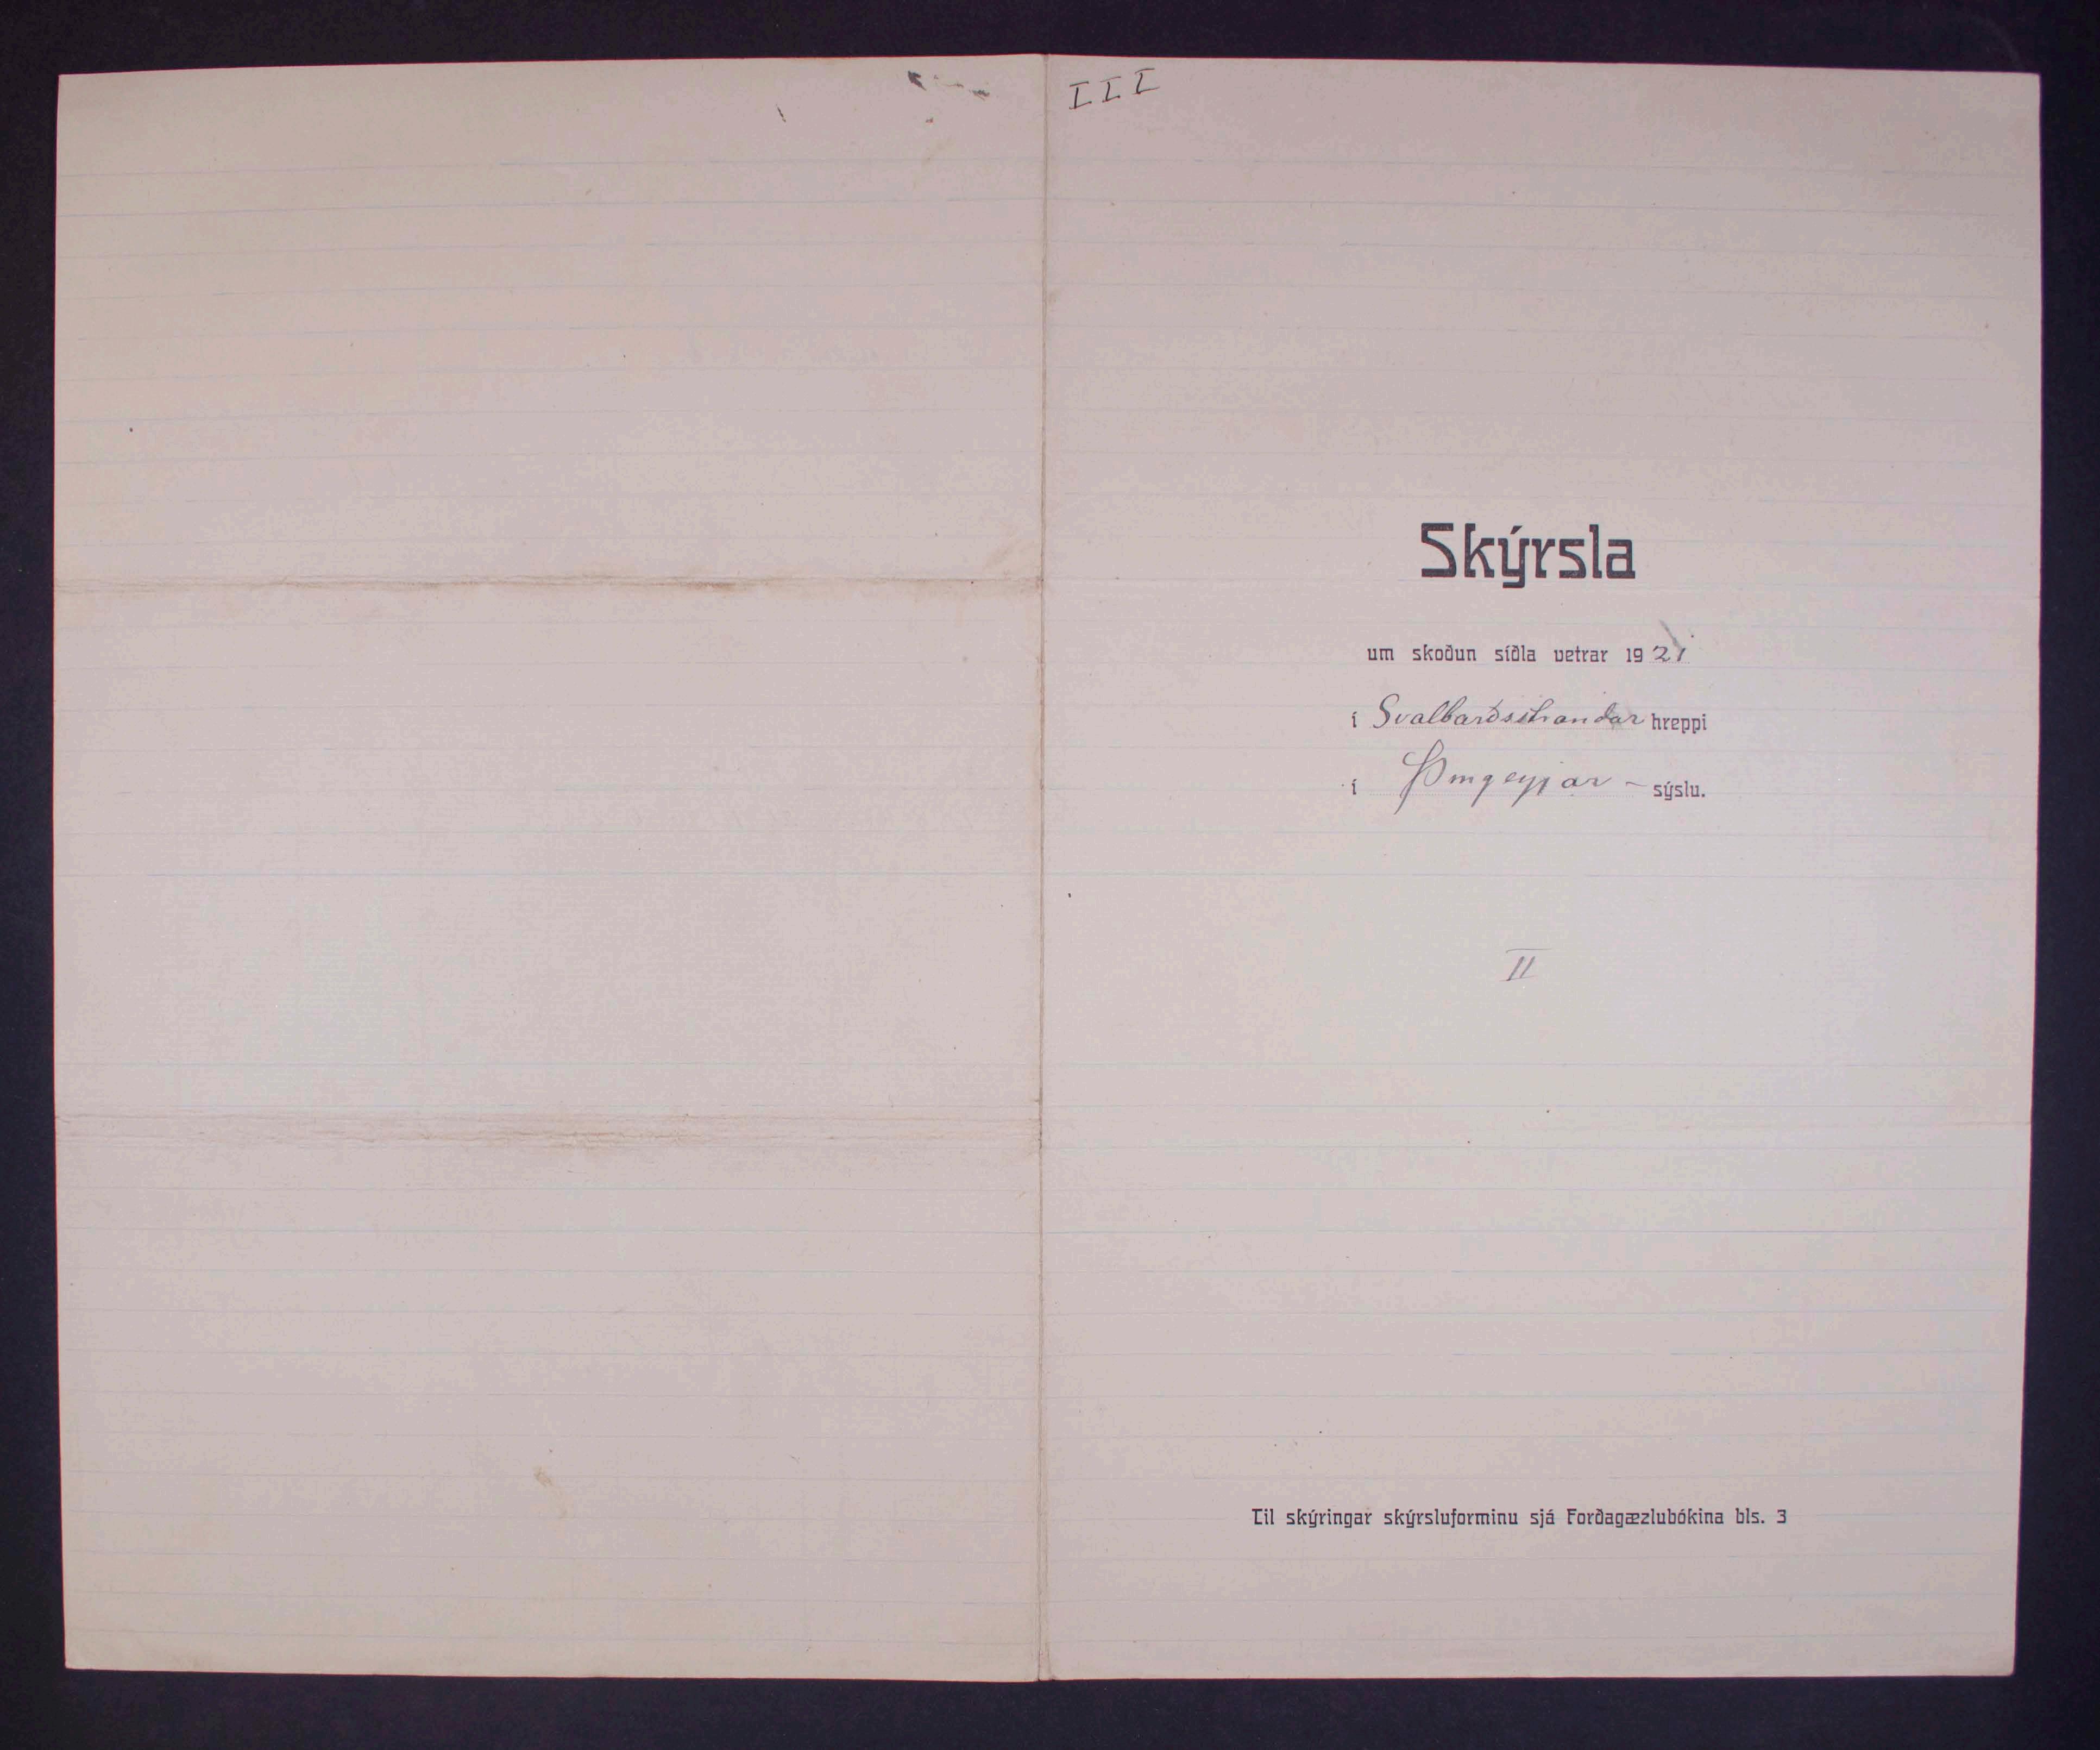 III
Skýrsla
um skoðun síðla vetrar 1921
í Svalbarðsstrandar hreppi
í Þingeyjar - sýslu.
II
Til skýringar skýrsluforminu sjá Forðagæzlubókina bls. 3